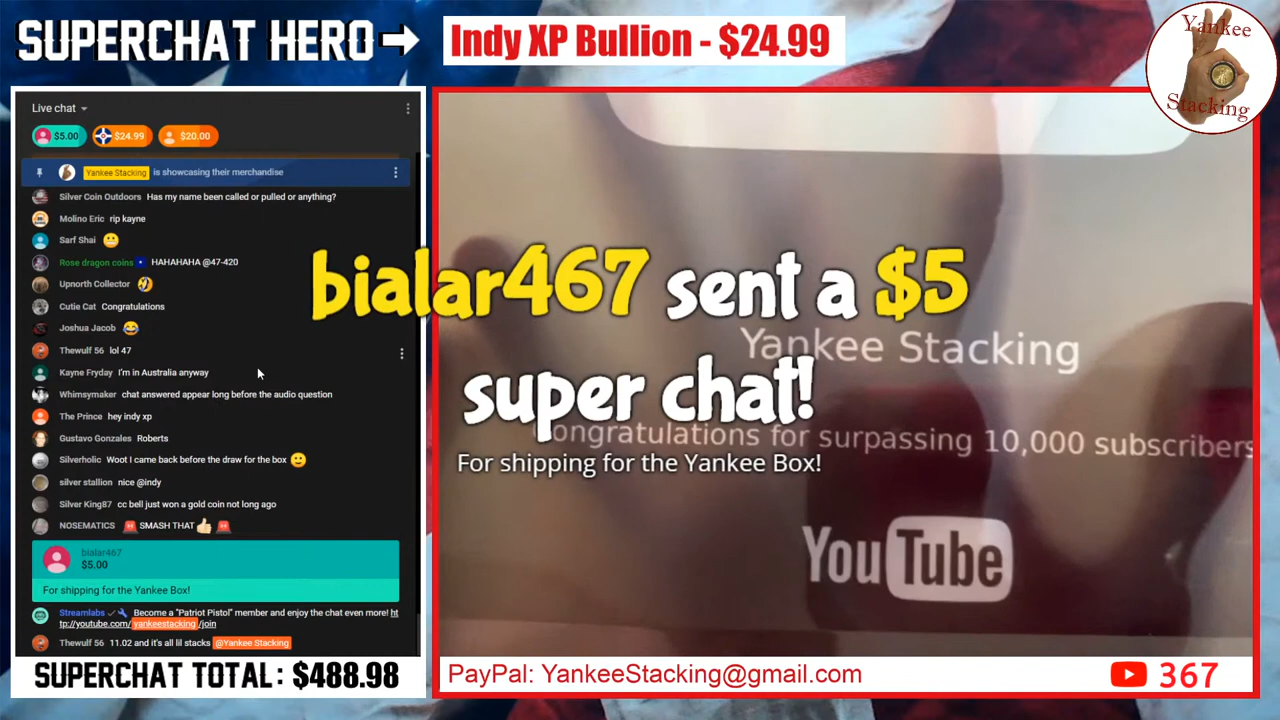 SUPERCHAT HERO→
Indy XP Bullion - $24.99
Yankee
Stacking
Live chat
$5.00 $24.99 $20.00
Yankee Stacking is showcasing their merchandise
Silver Coin Outdoors Has my name been called or pulled or anything?
Molino Eric rip kayne
Sarf Shai 😬
Rose dragon coins HAHAHAHA @47-420
Upnorth Collector 🤣
Cutie Cat Congratulations
Joshua Jacob 😂
Thewulf 56 lol 47
Kayne Fryday I'm in Australia anyway
Whimsymaker chat answered appear long before the audio question
The Prince hey indy xp
Gustavo Gonzales Roberts
Silverholic Woot I came back before the draw for the box 🙂
silver stallion nice @indy
Silver King87 cc bell just won a gold coin not long ago
NOSEMATICS 🚨 SMASH THAT 👍 🚨
bialar467
$5.00
For shipping for the Yankee Box!
Streamlabs Become a "Patriot Pistol" member and enjoy the chat even more! ht
tp://youtube.com/yankeestacking/join
Thewulf 56 11.02 and it's all lil stacks @Yankee Stacking
SUPERCHAT TOTAL: $488.98
bialar467 sent a $5
super chat!
For shipping for the Yankee Box!
Yankee Stacking
Congratulations for surpassing 10,000 subscribers
YouTube
PayPal: YankeeStacking@gmail.com
367